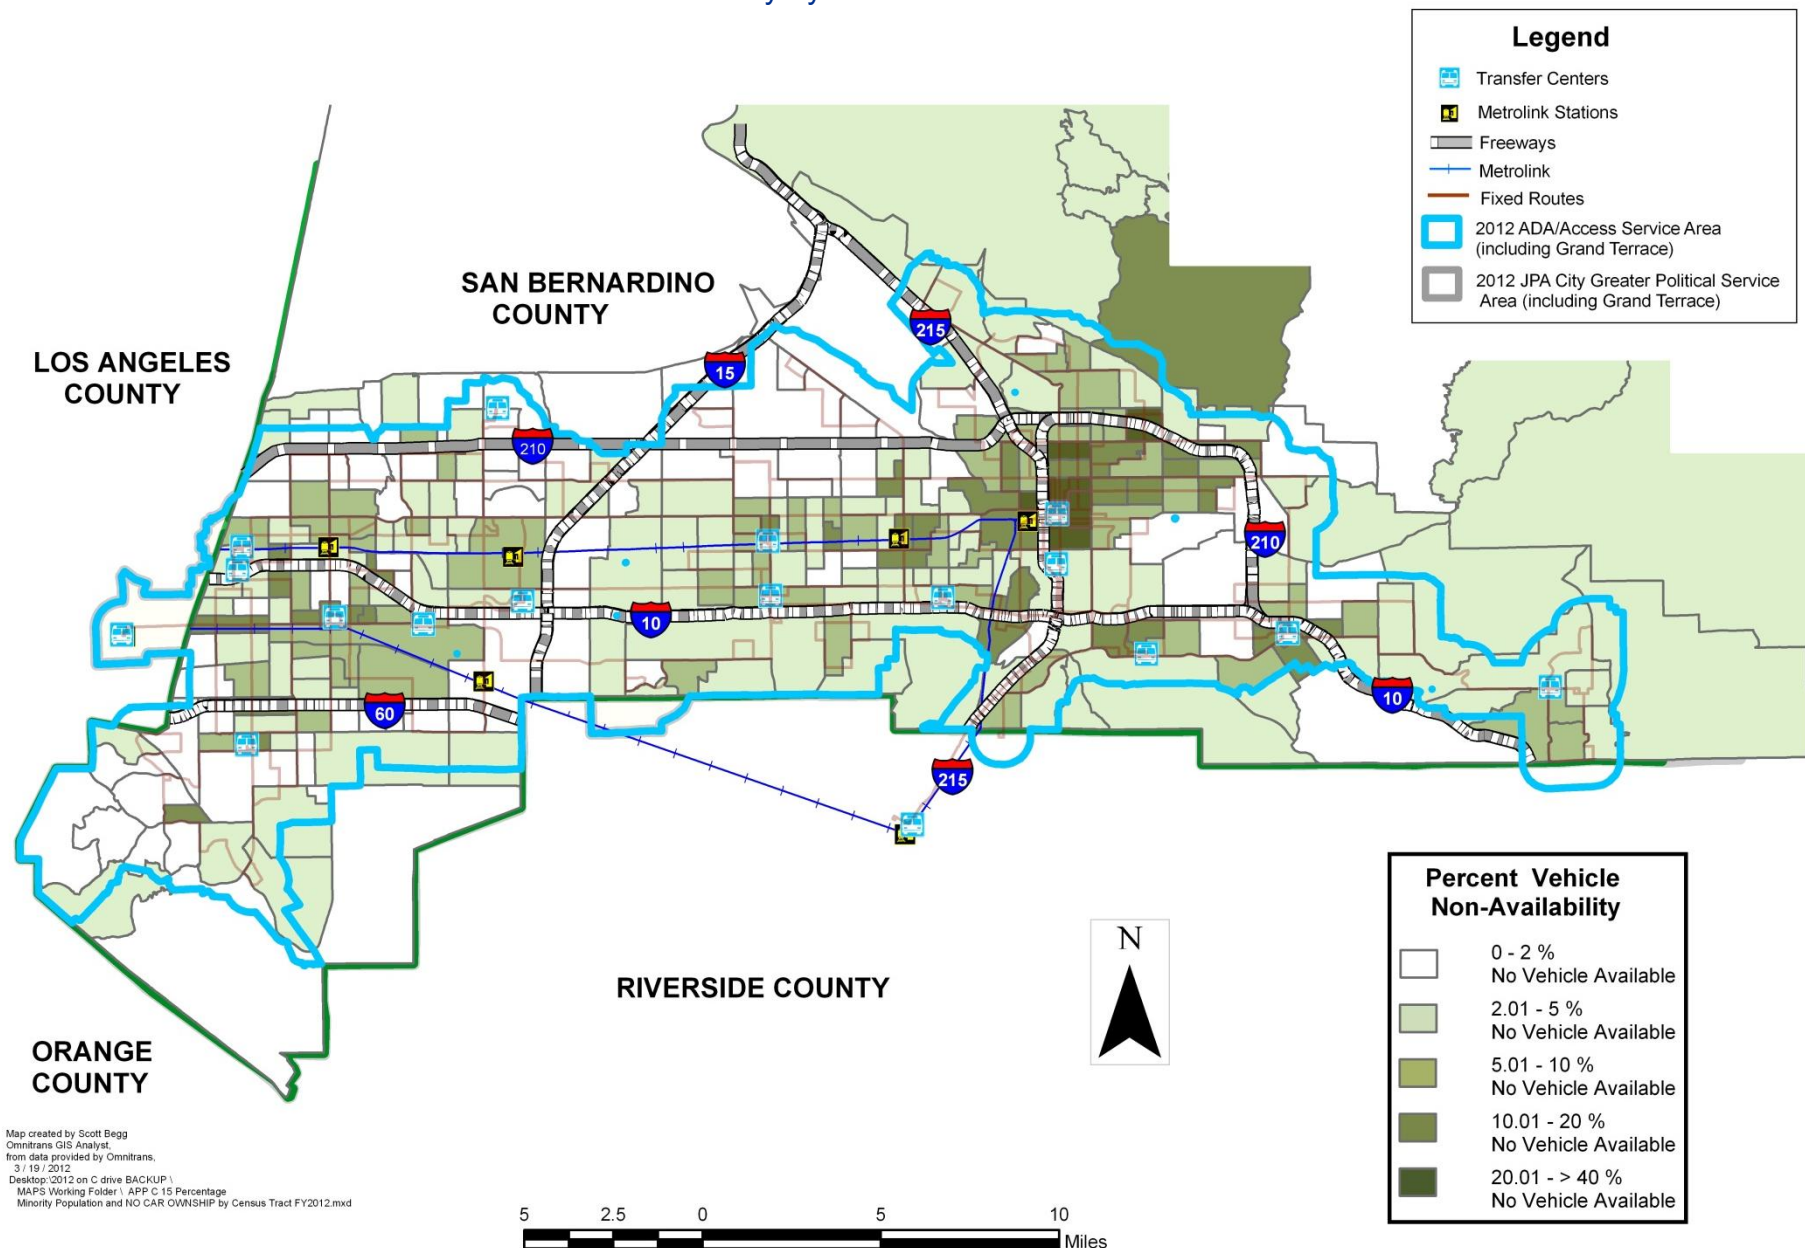 Legend
Transfer Centers
Metrolink Stations
Freeways
Metrolink
Fixed Routes
2012 ADA/Access Service Area
(including Grand Terrace)
2012 JPA City Greater Political Service
Area (including Grand Terrace)
SAN BERNARDINO
COUNTY
LOS ANGELES
COUNTY
215
15
210
210
10
10
60
215
RIVERSIDE COUNTY
ORANGE
COUNTY
N
Percent Vehicle
Non-Availability
0 - 2 %
No Vehicle Available
2.01 - 5 %
No Vehicle Available
5.01 - 10 %
No Vehicle Available
10.01 - 20 %
No Vehicle Available
20.01 - > 40 %
No Vehicle Available
Map created by Scott Begg
Omnitrans GIS Analyst,
from data provided by Omnitrans,
3 / 19 / 2012
Desktop:\2012 on C drive BACKUP \
MAPS Working Folder \ APP C 15 Percentage
Minority Population and NO CAR OWNSHIP by Census Tract FY2012.mxd
5 2.5 0 5 10
Miles